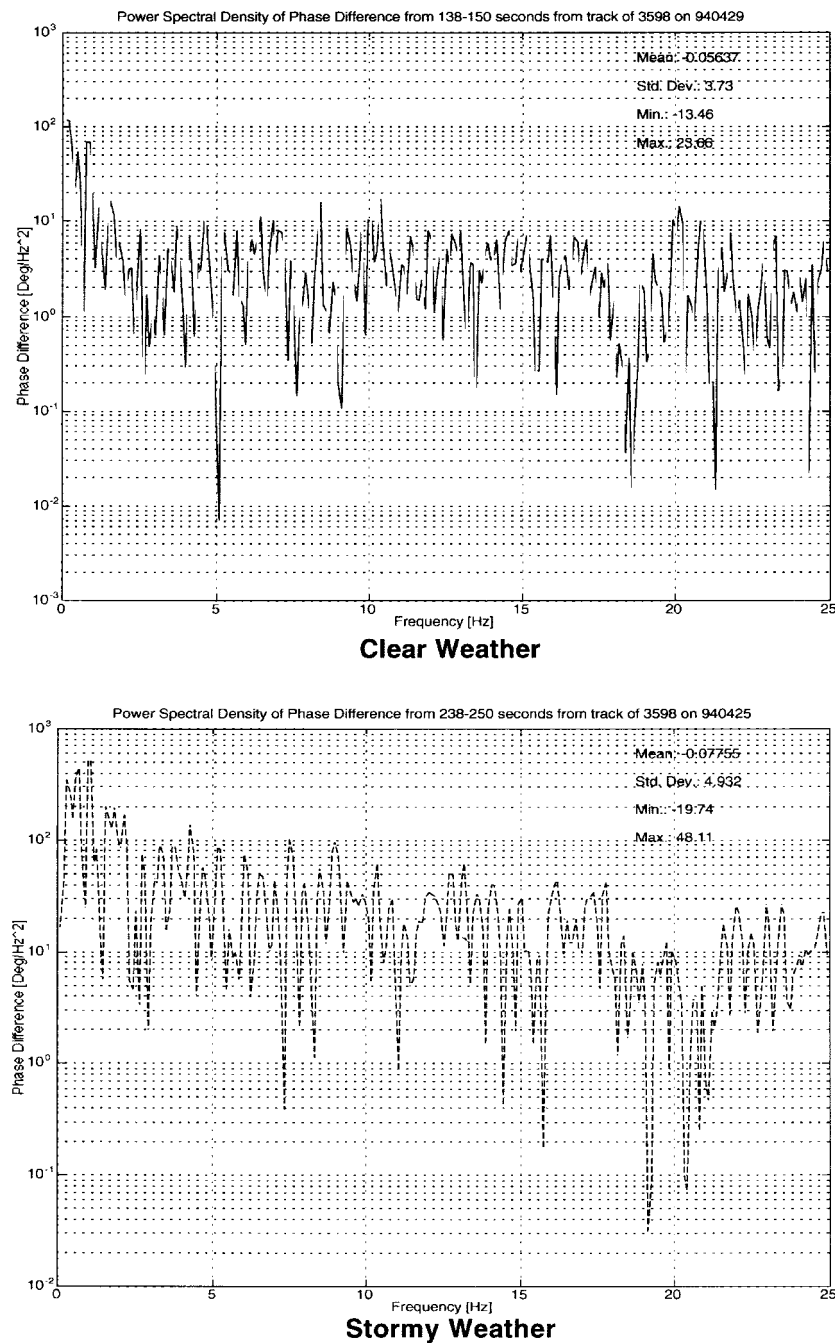 Power Spectral Density of Phase Difference from 138-150 seconds from track of 3598 on 940429
10^3
Mean: -0.05637
Std. Dev.: 3.73
Min.: -13.46
Max.: 23.66
10^2
10^1
10^0
10^-1
10^-2
10^-3
Phase Difference [Deg/Hz^2]
0 5 10 15 20 25
Frequency [Hz]
Clear Weather
Power Spectral Density of Phase Difference from 238-250 seconds from track of 3598 on 940425
10^3
Mean: -0.07755
Std. Dev.: 4.932
Min.: -19.74
Max.: 48.11
10^2
10^1
10^0
10^-1
10^-2
Phase Difference [Deg/Hz^2]
0 5 10 15 20 25
Frequency [Hz]
Stormy Weather